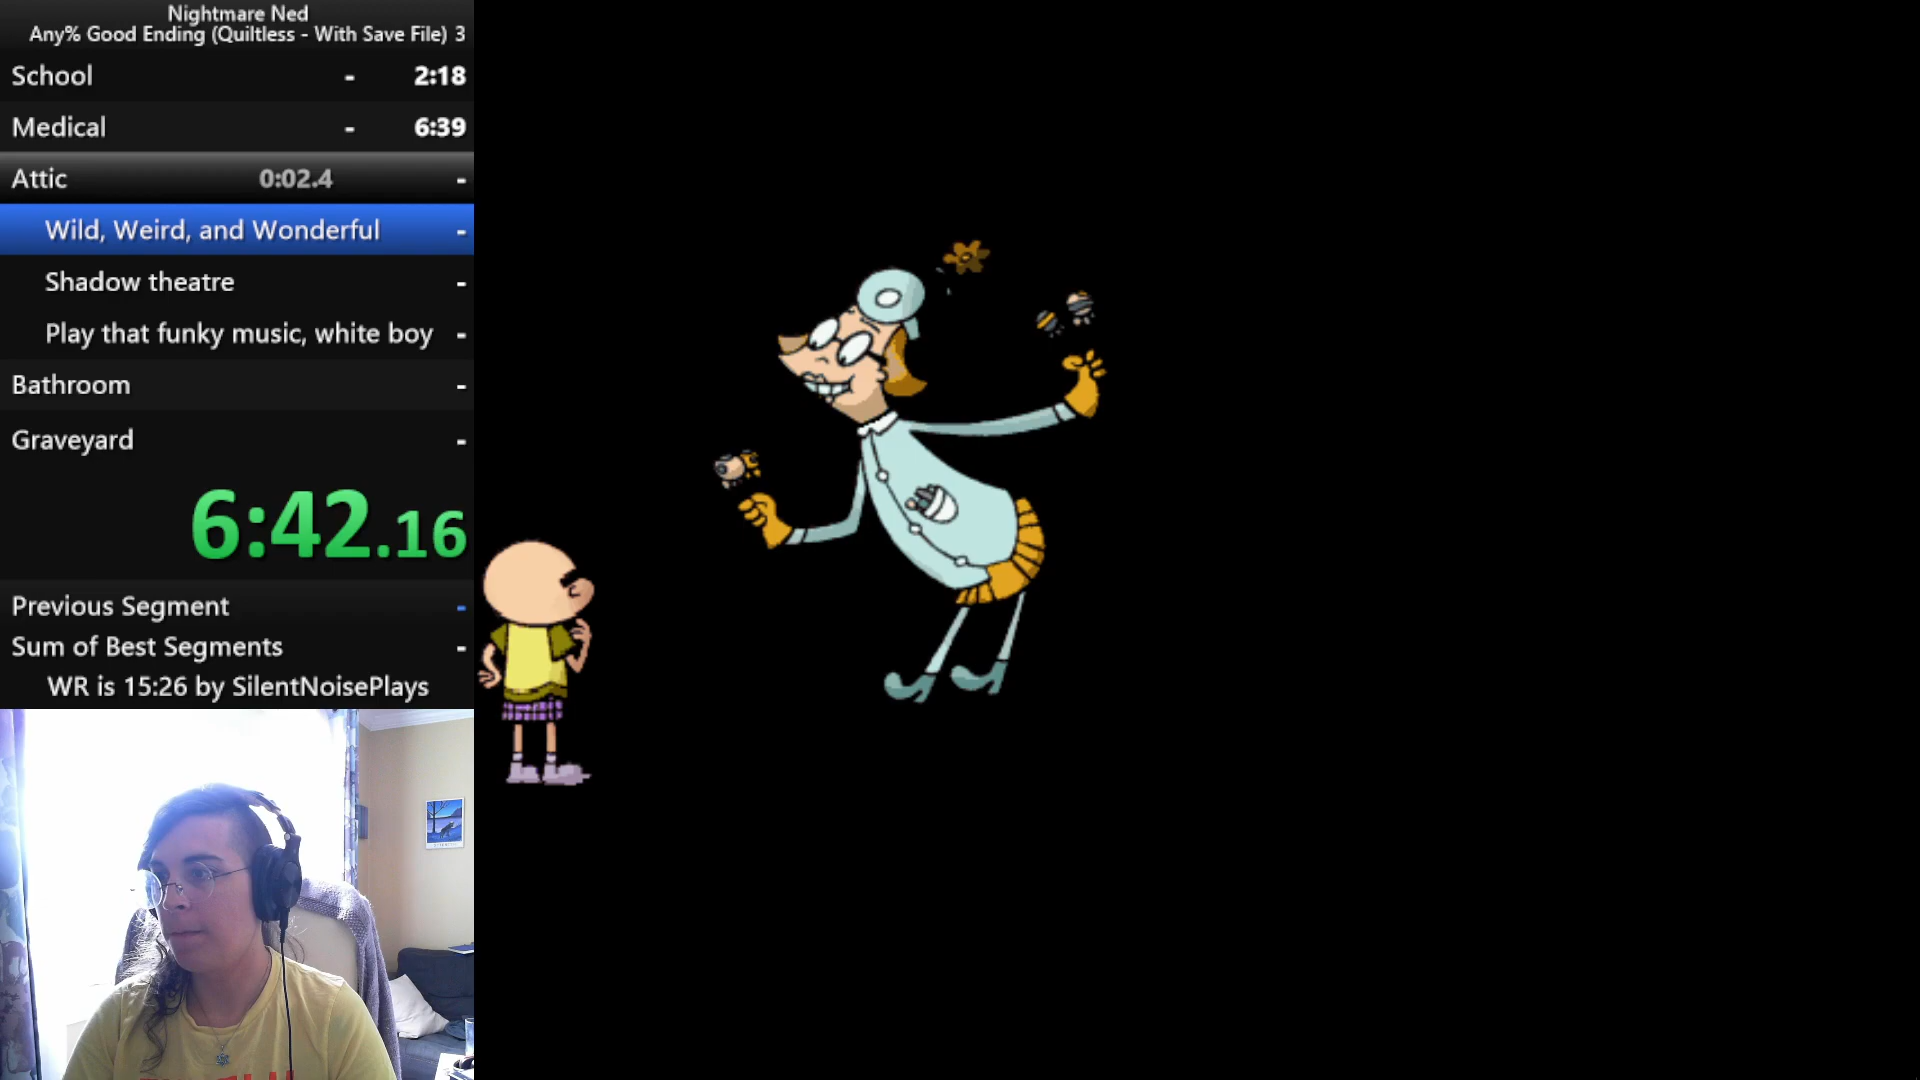 Nightmare Ned
Any% Good Ending (Quiltless - With Save File) 3
School - 2:18
Medical - 6:39
Attic 0:02.4 -
Wild, Weird, and Wonderful -
Shadow theatre -
Play that funky music, white boy -
Bathroom -
Graveyard -
6:42.16
Previous Segment -
Sum of Best Segments -
WR is 15:26 by SilentNoisePlays